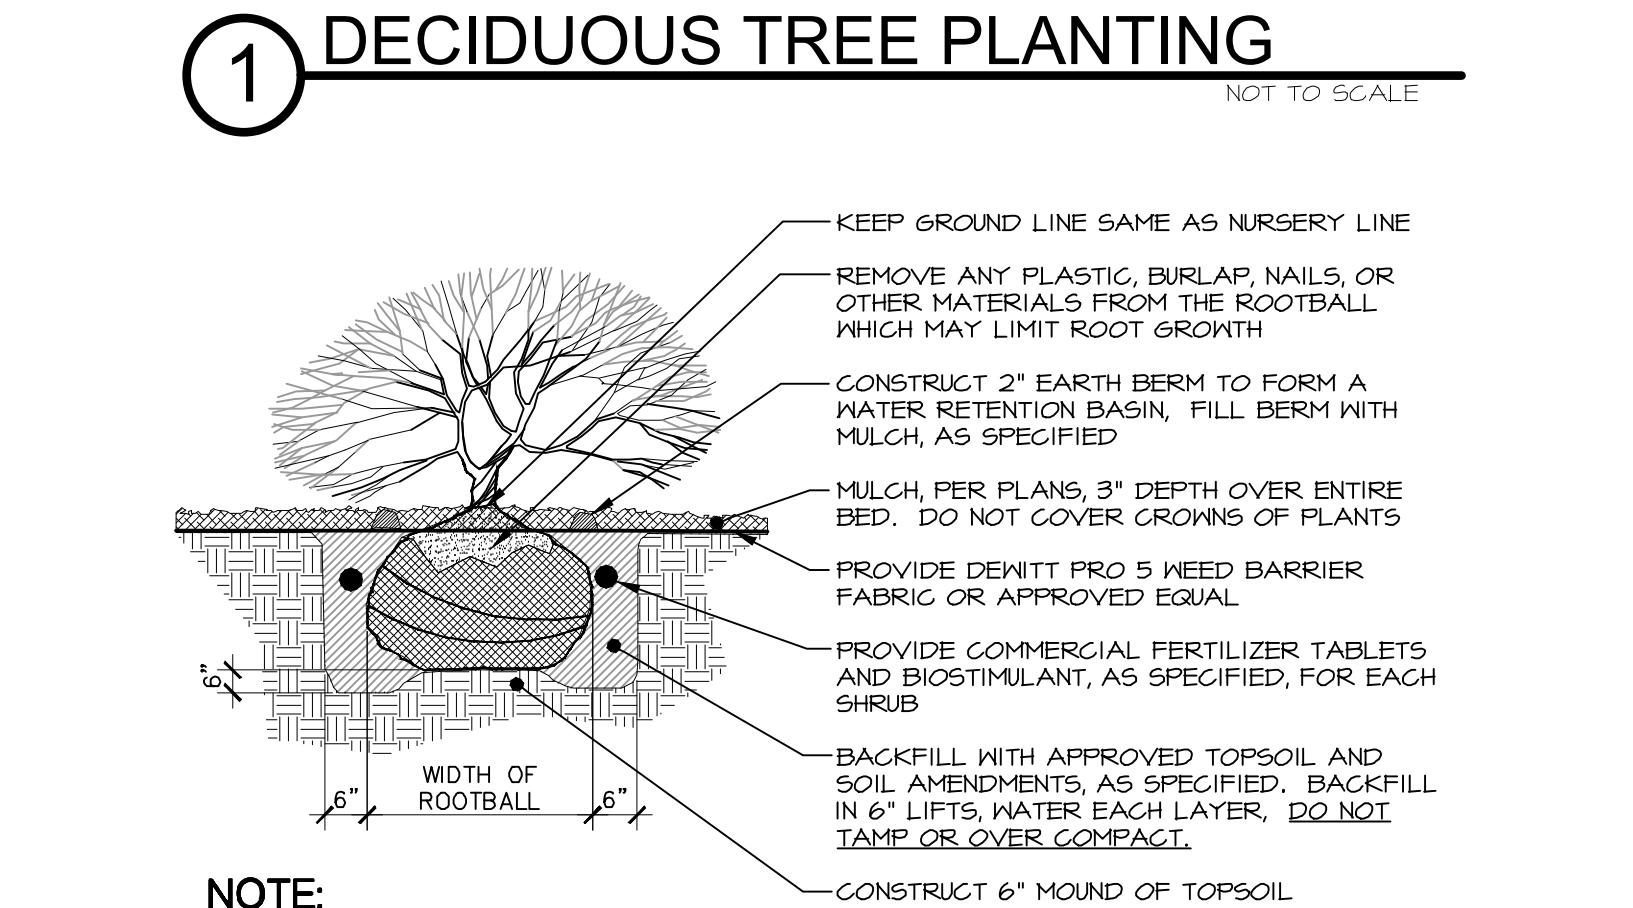 1
DECIDUOUS TREE PLANTING
NOT TO SCALE
KEEP GROUND LINE SAME AS NURSERY LINE
REMOVE ANY PLASTIC, BURLAP, NAILS, OR
OTHER MATERIALS FROM THE ROOTBALL
WHICH MAY LIMIT ROOT GROWTH
CONSTRUCT 2" EARTH BERM TO FORM A
WATER RETENTION BASIN, FILL BERM WITH
MULCH, AS SPECIFIED
MULCH, PER PLANS, 3" DEPTH OVER ENTIRE
BED. DO NOT COVER CROWNS OF PLANTS
PROVIDE DEWITT PRO 5 WEED BARRIER
FABRIC OR APPROVED EQUAL
PROVIDE COMMERCIAL FERTILIZER TABLETS
AND BIOSTIMULANT, AS SPECIFIED, FOR EACH
SHRUB
BACKFILL WITH APPROVED TOPSOIL AND
SOIL AMENDMENTS, AS SPECIFIED. BACKFILL
IN 6" LIFTS, WATER EACH LAYER, DO NOT
TAMP OR OVER COMPACT.
CONSTRUCT 6" MOUND OF TOPSOIL
6"
WIDTH OF
ROOTBALL
6"
6"
NOTE: